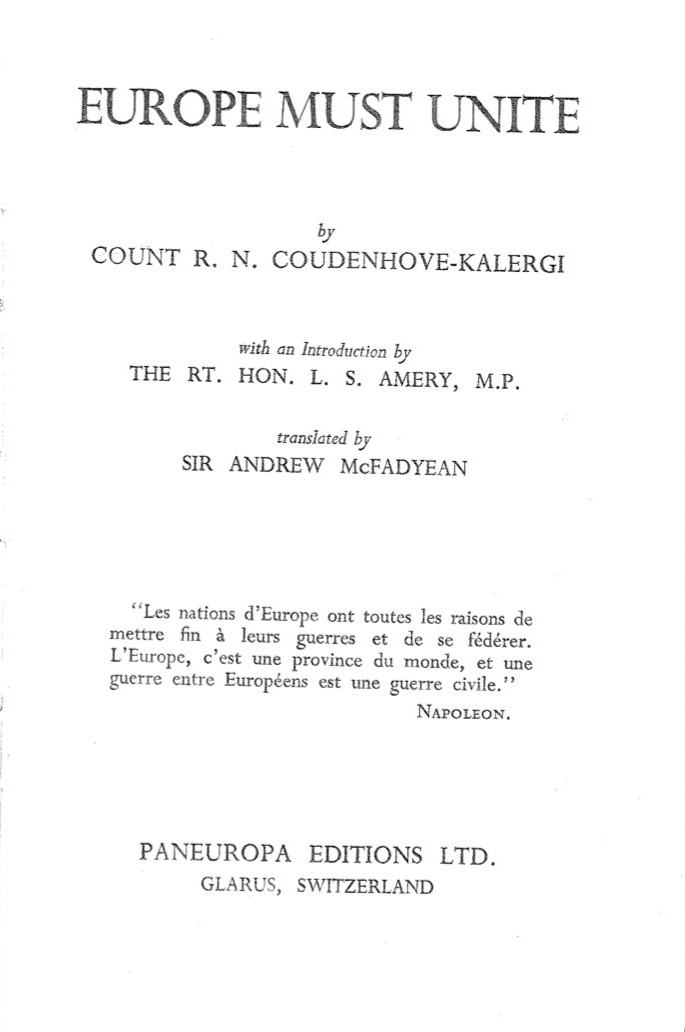 EUROPE MUST UNITE
by
COUNT R. N. COUDENHOVE-KALERGI
with an Introduction by
THE RT. HON. L. S. AMERY, M.P.
translated by
SIR ANDREW McFADYEAN
“Les nations d’Europe ont toutes les raisons de
mettre fin à leurs guerres et de se fédérer.
L’Europe, c’est une province du monde, et une
guerre entre Européens est une guerre civile.”
NAPOLEON.
PANEUROPA EDITIONS LTD.
GLARUS, SWITZERLAND